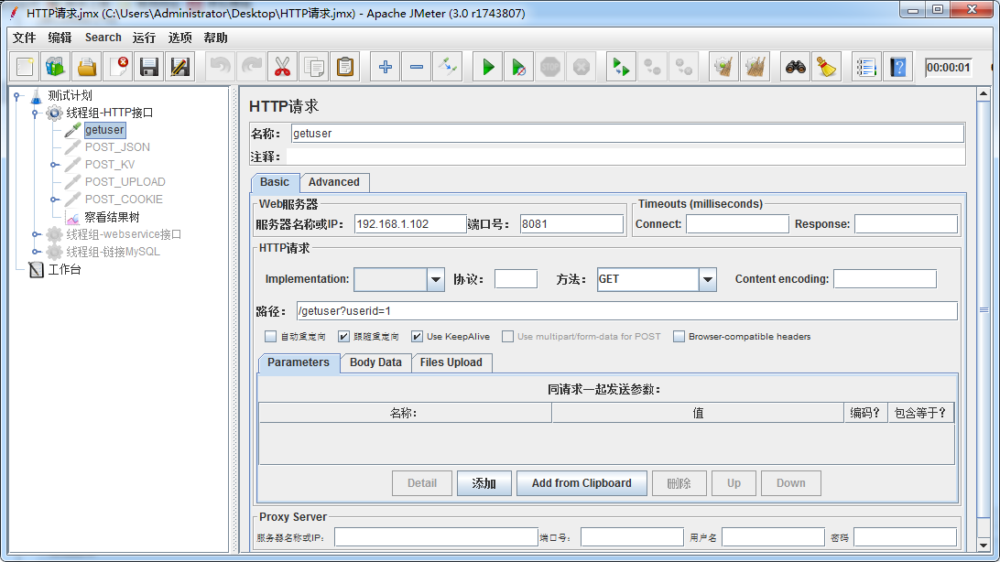 HTTP请求.jmx (C:\Users\Administrator\Desktop\HTTP请求.jmx) - Apache JMeter (3.0 r1743807)
文件 编辑 Search 运行 选项 帮助
STOP 00:00:01
测试计划
线程组-HTTP接口
getuser
POST_JSON
POST_KV
POST_UPLOAD
POST_COOKIE
察看结果树
线程组-webservice接口
线程组-链接MySQL
工作台
HTTP请求
名称： getuser
注释：
Basic Advanced
Web服务器 Timeouts (milliseconds)
服务器名称或IP： 192.168.1.102 端口号： 8081 Connect: Response:
HTTP请求
Implementation: 协议： 方法： GET Content encoding:
路径： /getuser?userid=1
自动重定向 跟随重定向 Use KeepAlive Use multipart/form-data for POST Browser-compatible headers
Parameters Body Data Files Upload
同请求一起发送参数：
名称： 值 编码？ 包含等于？
Detail 添加 Add from Clipboard 删除 Up Down
Proxy Server
服务器名称或IP： 端口号： 用户名 密码